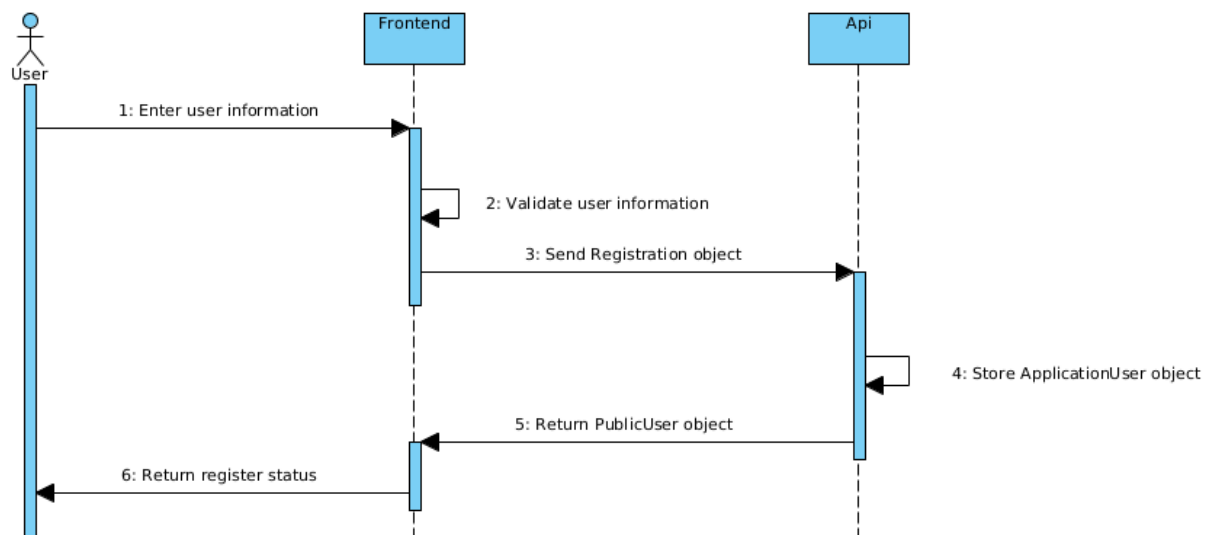 Frontend
Api
User
1: Enter user information
2: Validate user information
3: Send Registration object
4: Store ApplicationUser object
5: Return PublicUser object
6: Return register status